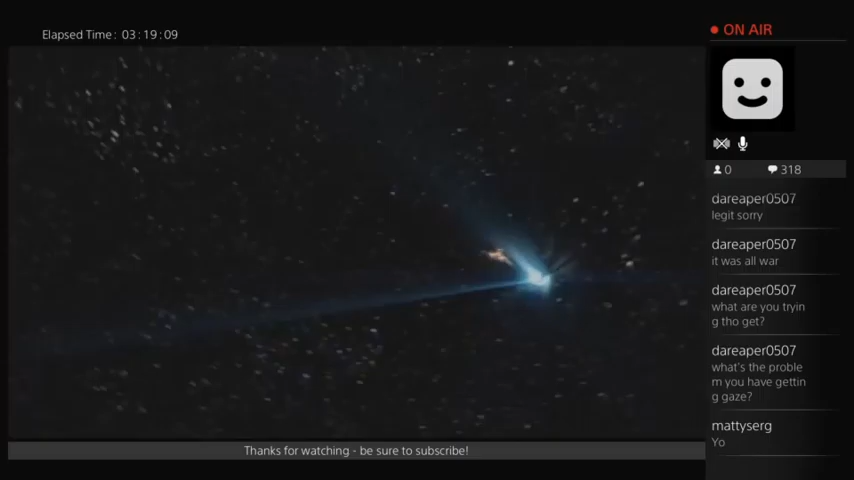 Elapsed Time: 03:19:09
ON AIR
0 318
dareaper0507
legit sorry
dareaper0507
it was all war
dareaper0507
what are you tryin
g tho get?
dareaper0507
what's the proble
m you have gettin
g gaze?
mattyserg
Yo
Thanks for watching - be sure to subscribe!